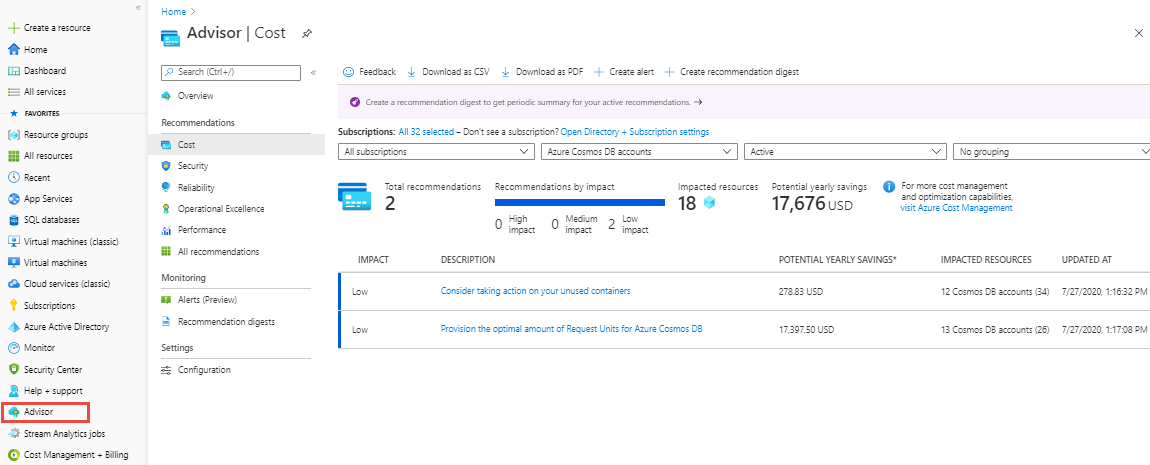 «
Create a resource
Home
Dashboard
All services
FAVORITES
Resource groups
All resources
Recent
App Services
SQL databases
Virtual machines (classic)
Virtual machines
Cloud services (classic)
Subscriptions
Azure Active Directory
Monitor
Security Center
Help + support
Advisor
Stream Analytics jobs
Cost Management + Billing
Home >
Advisor | Cost
Search (Ctrl+/)
«
Overview
Recommendations
Cost
Security
Reliability
Operational Excellence
Performance
All recommendations
Monitoring
Alerts (Preview)
Recommendation digests
Settings
Configuration
Feedback Download as CSV Download as PDF Create alert Create recommendation digest
Create a recommendation digest to get periodic summary for your active recommendations. →
Subscriptions: All 32 selected – Don't see a subscription? Open Directory + Subscription settings
All subscriptions Azure Cosmos DB accounts Active No grouping
Total recommendations
2
Recommendations by impact
0 High impact 0 Medium impact 2 Low impact
Impacted resources
18
Potential yearly savings
17,676 USD
For more cost management
and optimization capabilities,
visit Azure Cost Management
IMPACT DESCRIPTION POTENTIAL YEARLY SAVINGS* IMPACTED RESOURCES UPDATED AT
Low Consider taking action on your unused containers 278.83 USD 12 Cosmos DB accounts (34) 7/27/2020, 1:16:32 PM
Low Provision the optimal amount of Request Units for Azure Cosmos DB 17,397.50 USD 13 Cosmos DB accounts (26) 7/27/2020, 1:17:08 PM